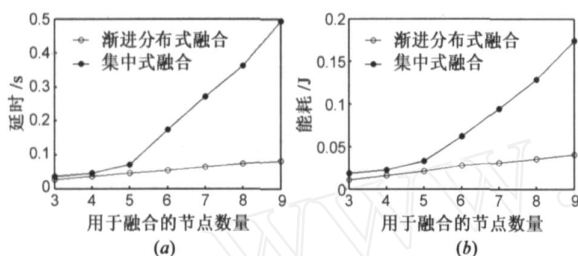 0.5
0.4
0.3
0.2
0.1
0
延时/s
渐进分布式融合
集中式融合
3 4 5 6 7 8 9
用于融合的节点数量
(a)
0.2
0.15
0.1
0.05
0
能耗/J
渐进分布式融合
集中式融合
3 4 5 6 7 8 9
用于融合的节点数量
(b)
www.